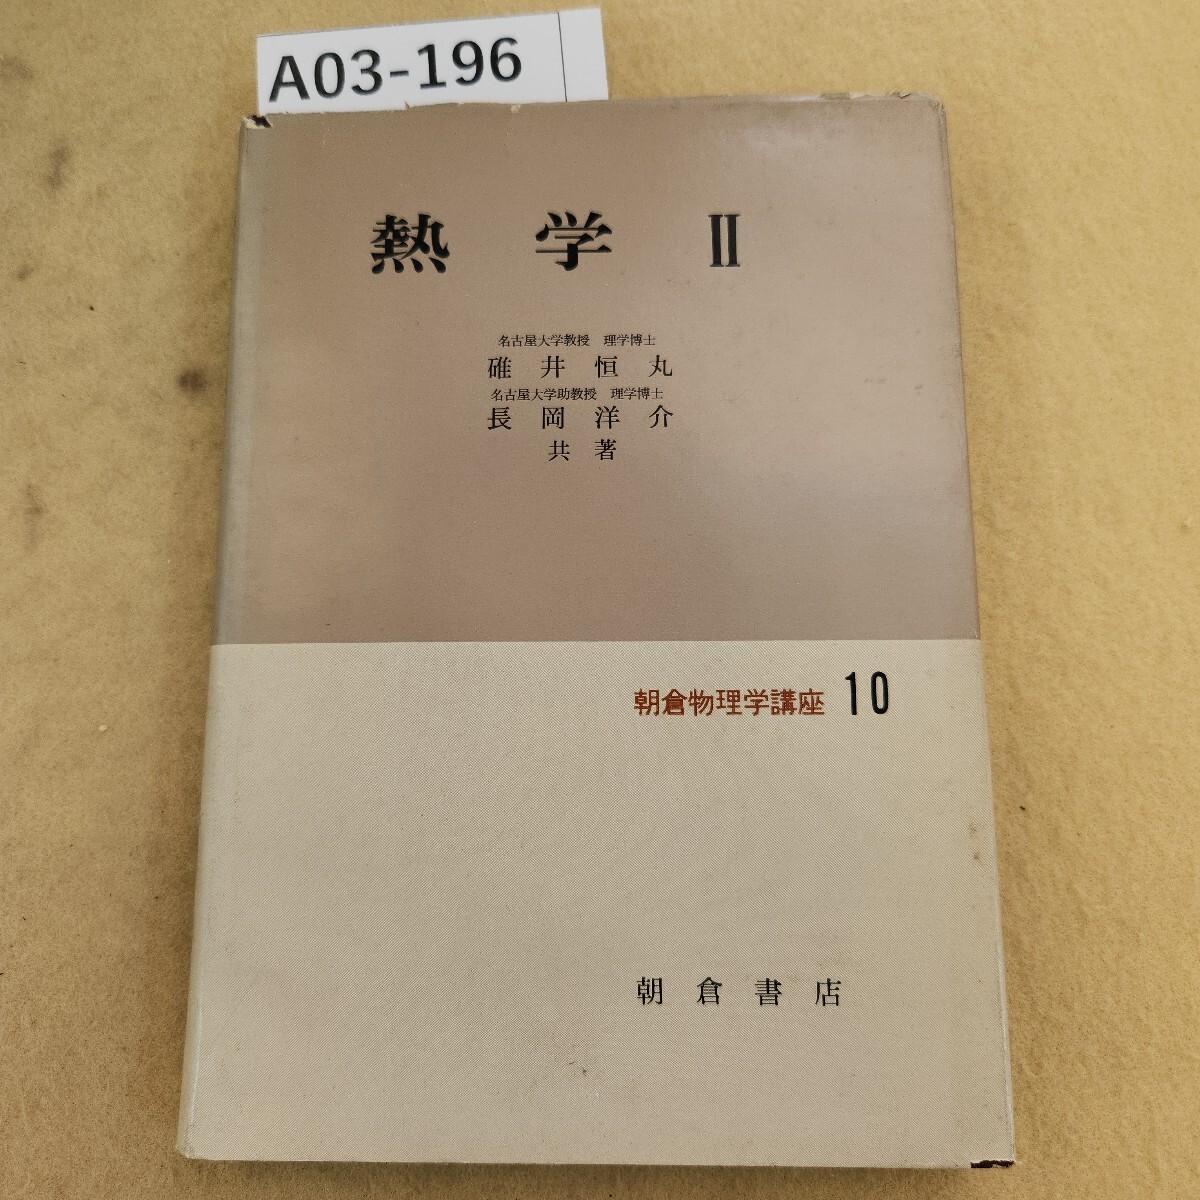 A03-196
熱学 II
名古屋大学教授 理学博士
碓井恒丸
名古屋大学助教授 理学博士
長岡洋介
共著
朝倉物理学講座 10
朝倉書店